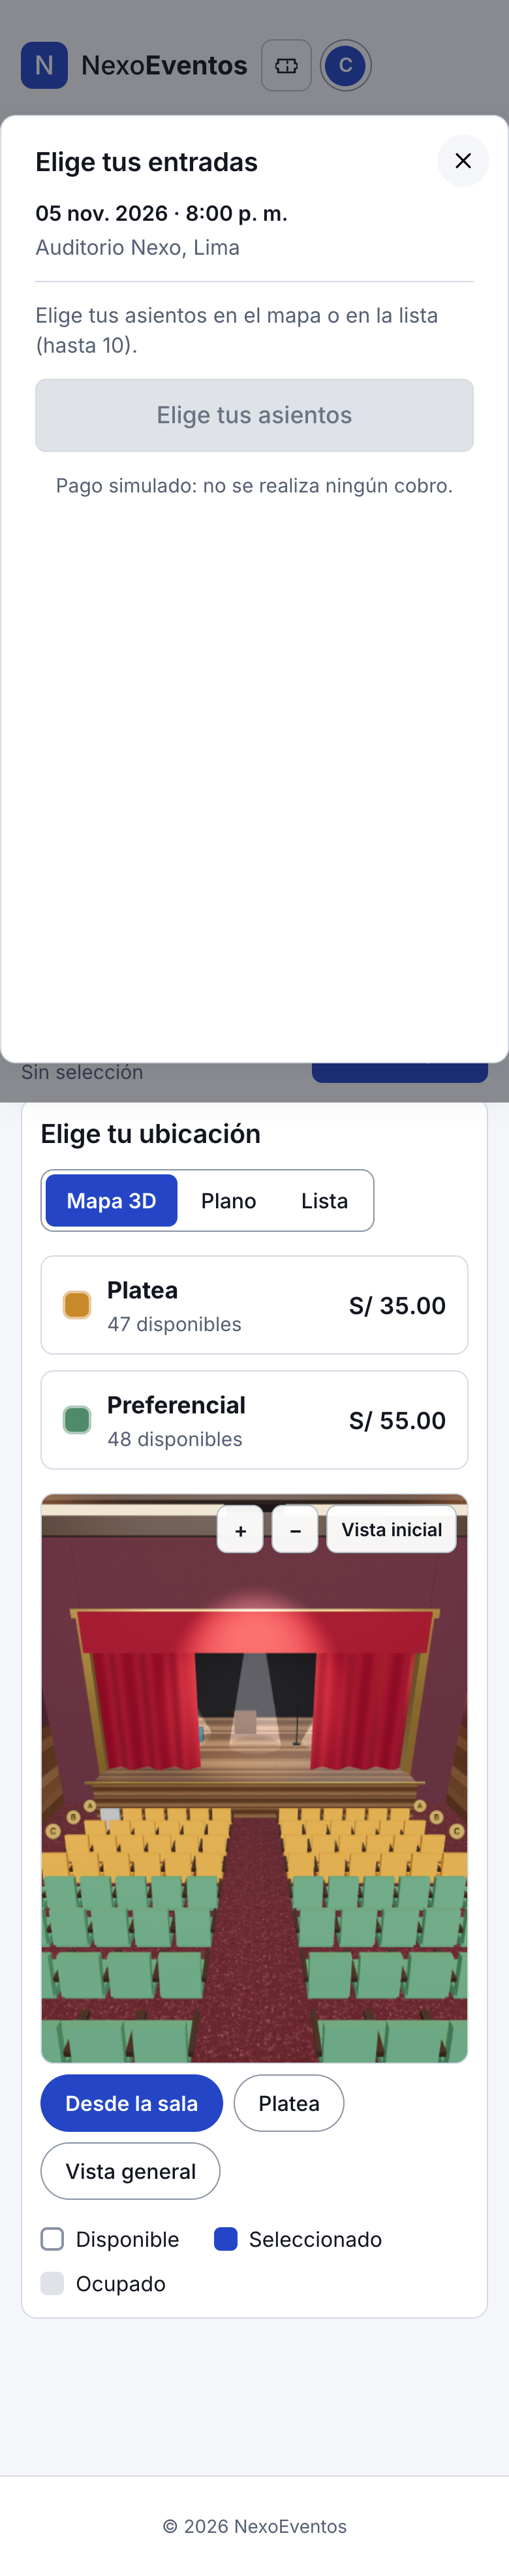 N NexoEventos C
Elige tus entradas
05 nov. 2026 · 8:00 p. m.
Auditorio Nexo, Lima
Elige tus asientos en el mapa o en la lista
(hasta 10).
Elige tus asientos
Pago simulado: no se realiza ningún cobro.
Sin selección
Elige tu ubicación
Mapa 3D Plano Lista
Platea
47 disponibles
S/ 35.00
Preferencial
48 disponibles
S/ 55.00
+ − Vista inicial
A A
B B
C C
Desde la sala Platea
Vista general
Disponible Seleccionado
Ocupado
© 2026 NexoEventos